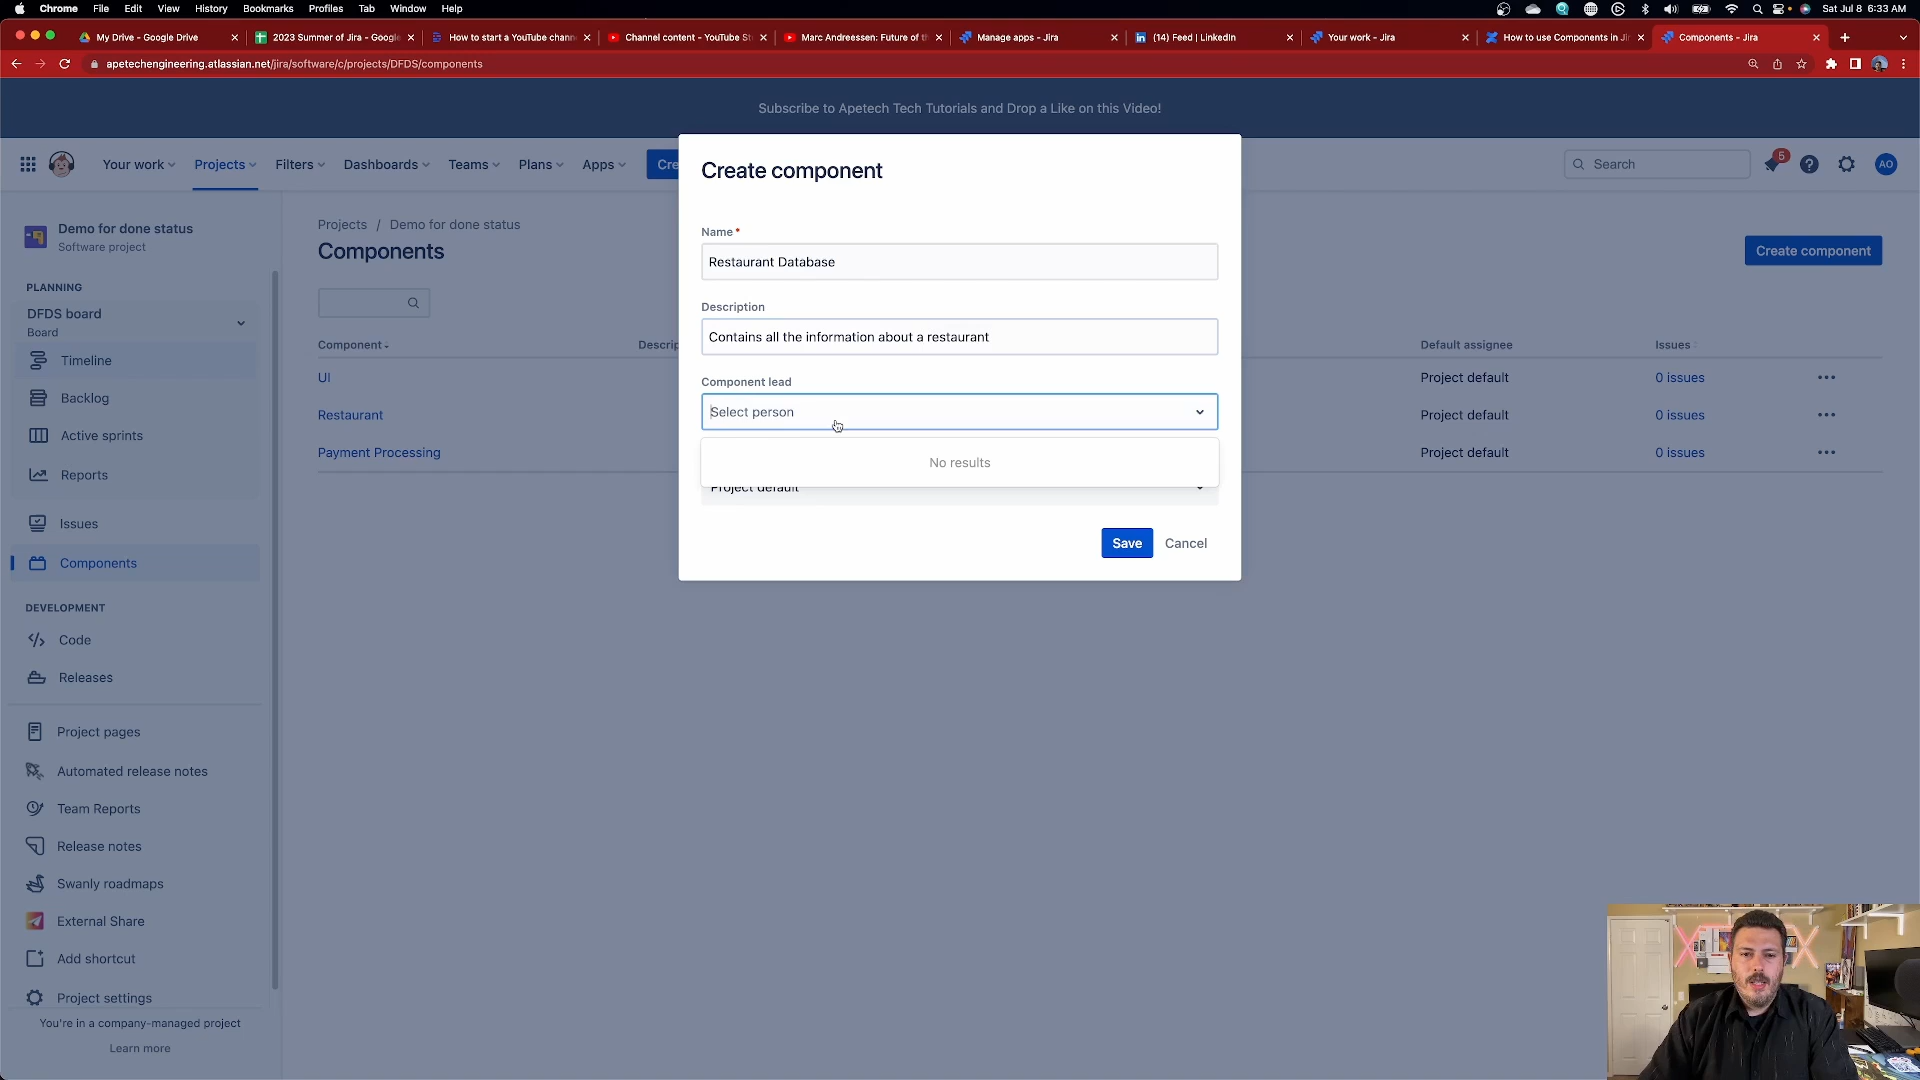 Chrome File Edit View History Bookmarks Profiles Tab Window Help Sat Jul 8 6:33 AM
My Drive - Google Drive 2023 Summer of Jira - Google How to start a YouTube chann Channel content - YouTube St Marc Andreessen: Future of th Manage apps - Jira (14) Feed | LinkedIn Your work - Jira How to use Components in Jir Components - Jira
apetechengineering.atlassian.net/jira/software/c/projects/DFDS/components
Subscribe to Apetech Tech Tutorials and Drop a Like on this Video!
Your work Projects Filters Dashboards Teams Plans Apps Cre Search 5 AO
Demo for done status
Software project
PLANNING
DFDS board
Board
Timeline
Backlog
Active sprints
Reports
Issues
Components
DEVELOPMENT
Code
Releases
Project pages
Automated release notes
Team Reports
Release notes
Swanly roadmaps
External Share
Add shortcut
Project settings
You're in a company-managed project
Learn more
Projects / Demo for done status
Components
Create component
Component Descrip Default assignee Issues
UI Project default 0 issues
Restaurant Project default 0 issues
Payment Processing Project default 0 issues
Create component
Name *
Restaurant Database
Description
Contains all the information about a restaurant
Component lead
Select person
No results
Project default
Save Cancel